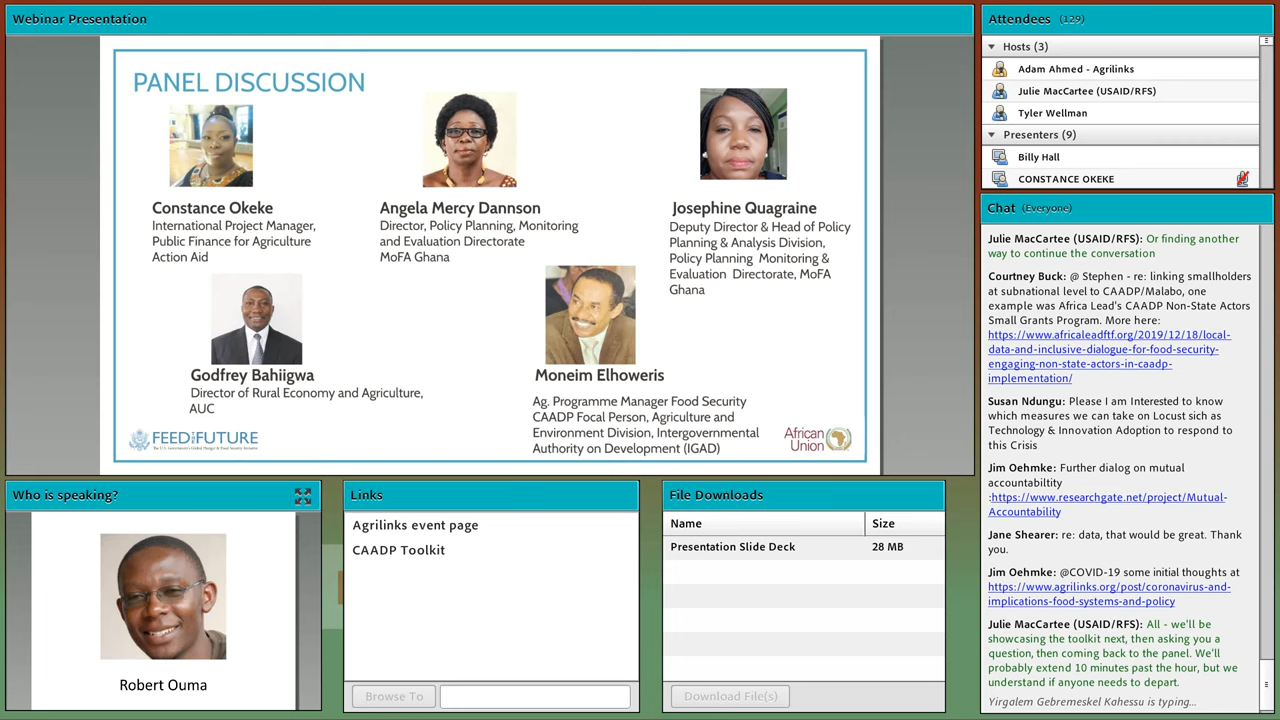 Webinar Presentation
PANEL DISCUSSION
Constance Okeke
International Project Manager,
Public Finance for Agriculture
Action Aid
Angela Mercy Dannson
Director, Policy Planning, Monitoring
and Evaluation Directorate
MoFA Ghana
Josephine Quagraine
Deputy Director & Head of Policy
Planning & Analysis Division,
Policy Planning Monitoring &
Evaluation Directorate, MoFA
Ghana
Godfrey Bahiigwa
Director of Rural Economy and Agriculture,
AUC
Moneim Elhoweris
Ag. Programme Manager Food Security
CAADP Focal Person, Agriculture and
Environment Division, Intergovernmental
Authority on Development (IGAD)
FEED THE FUTURE
The U.S. Government's Global Hunger & Food Security Initiative
African
Union
Who is speaking?
Robert Ouma
Links
Agrilinks event page
CAADP Toolkit
Browse To
File Downloads
Name Size
Presentation Slide Deck 28 MB
Download File(s)
Attendees (129)
Hosts (3)
Adam Ahmed - Agrilinks
Julie MacCartee (USAID/RFS)
Tyler Wellman
Presenters (9)
Billy Hall
CONSTANCE OKEKE
Chat (Everyone)
Julie MacCartee (USAID/RFS): Or finding another
way to continue the conversation
Courtney Buck: @ Stephen - re: linking smallholders
at subnational level to CAADP/Malabo, one
example was Africa Lead's CAADP Non-State Actors
Small Grants Program. More here:
https://www.africaleadftf.org/2019/12/18/local-
data-and-inclusive-dialogue-for-food-security-
engaging-non-state-actors-in-caadp-
implementation/
Susan Ndungu: Please I am Interested to know
which measures we can take on Locust sich as
Technology & Innovation Adoption to respond to
this Crisis
Jim Oehmke: Further dialog on mutual
accountabiltity
:https://www.researchgate.net/project/Mutual-
Accountability
Jane Shearer: re: data, that would be great. Thank
you.
Jim Oehmke: @COVID-19 some initial thoughts at
https://www.agrilinks.org/post/coronavirus-and-
implications-food-systems-and-policy
Julie MacCartee (USAID/RFS): All - we'll be
showcasing the toolkit next, then asking you a
question, then coming back to the panel. We'll
probably extend 10 minutes past the hour, but we
understand if anyone needs to depart.
Yirgalem Gebremeskel Kahessu is typing...